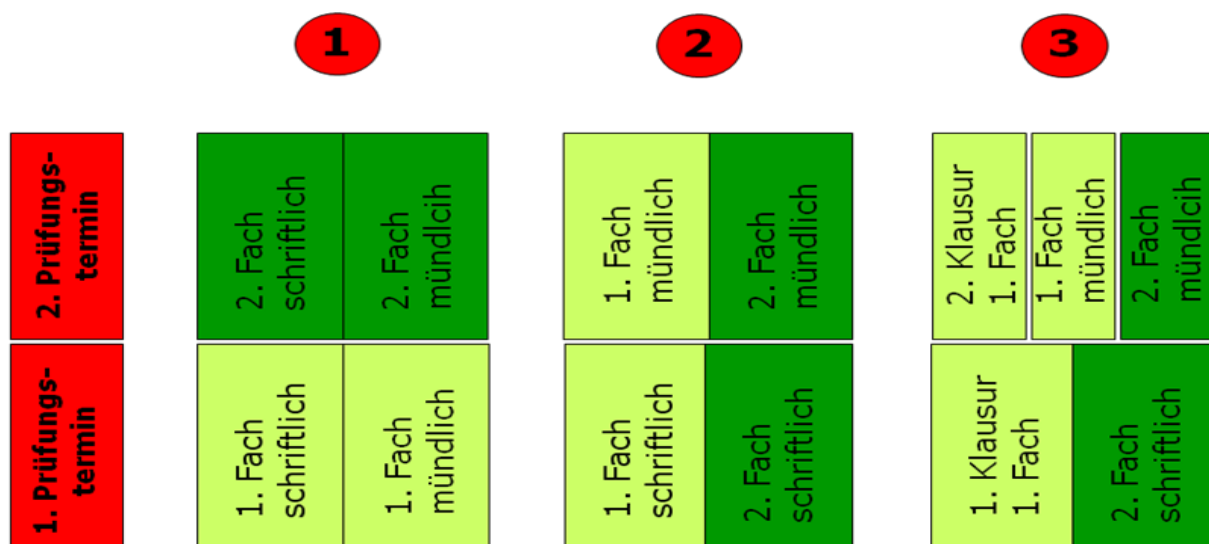 1
2
3
2. Prüfungs-
termin
2. Fach
schriftlich
2. Fach
mündlcih
1. Fach
mündlich
2. Fach
mündlich
2. Klausur
1. Fach
1. Fach
mündlich
2. Fach
mündlcih
1. Prüfungs-
termin
1. Fach
schriftlich
1. Fach
mündlich
1. Fach
schriftlich
2. Fach
schriftlich
1. Klausur
1. Fach
2. Fach
schriftlich